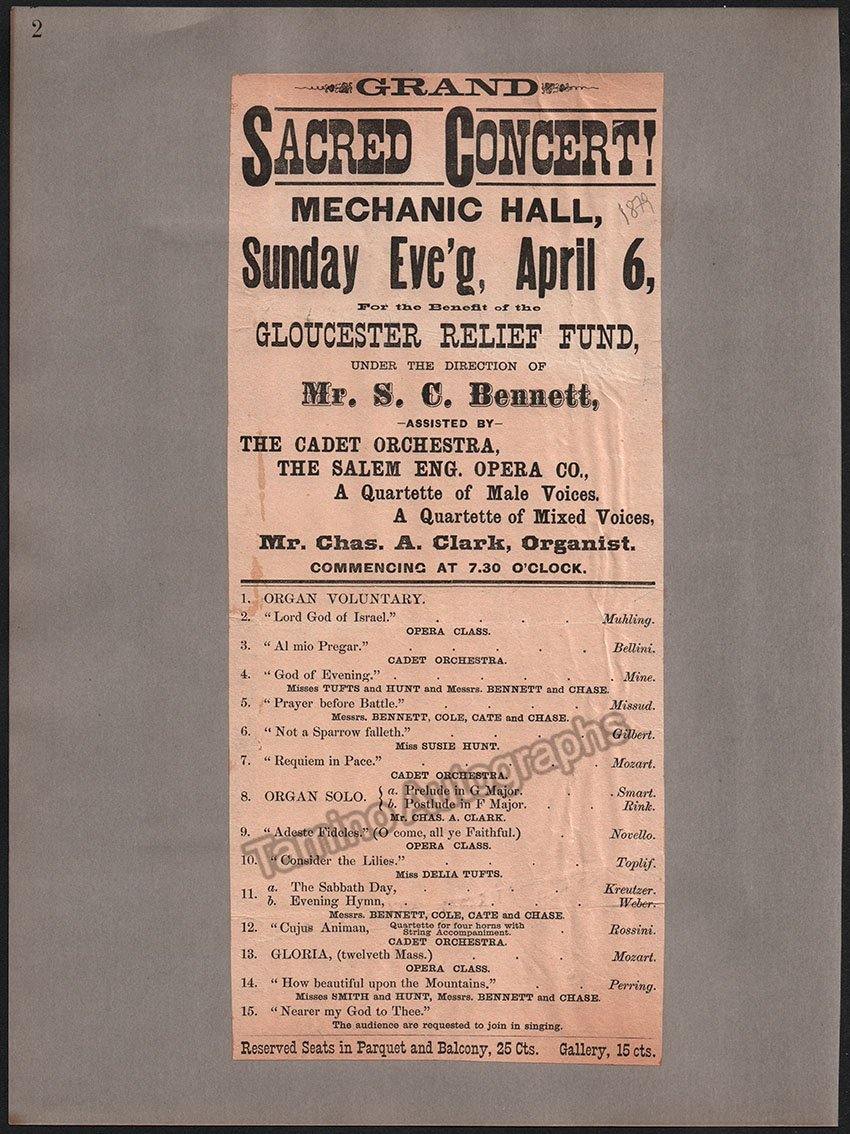 2
GRAND
SACRED CONCERT!
MECHANIC HALL,
1879
Sunday Eve'g, April 6,
For the Benefit of the
GLOUCESTER RELIEF FUND,
UNDER THE DIRECTION OF
Mr. S. C. Bennett,
—ASSISTED BY—
THE CADET ORCHESTRA,
THE SALEM ENG. OPERA CO.,
A Quartette of Male Voices.
A Quartette of Mixed Voices,
Mr. Chas. A. Clark, Organist.
COMMENCING AT 7.30 O'CLOCK.
1. ORGAN VOLUNTARY.
2. "Lord God of Israel." . . . . Muhling.
OPERA CLASS.
3. "Al mio Pregar." . . . . . Bellini.
CADET ORCHESTRA.
4. "God of Evening." . . . . . . Mine.
Misses TUFTS and HUNT and Messrs. BENNETT and CHASE.
5. "Prayer before Battle." . . . . Missud.
Messrs. BENNETT, COLE, CATE and CHASE.
6. "Not a Sparrow falleth." . . . . Gilbert.
Miss SUSIE HUNT.
7. "Requiem in Pace." . . . . . Mozart.
CADET ORCHESTRA.
8. ORGAN SOLO. { a. Prelude in G Major. . . Smart.
b. Postlude in F Major. . . Rink.
Mr. CHAS. A. CLARK.
9. "Adeste Fideles." (O come, all ye Faithful.) . Novello.
OPERA CLASS.
10. "Consider the Lilies." . . . . Toplif.
Miss DELIA TUFTS.
11. a. The Sabbath Day, . . . . Kreutzer.
b. Evening Hymn, . . . . Weber.
Messrs. BENNETT, COLE, CATE and CHASE.
12. "Cujus Animan, Quartette for four horns with String Accompaniment. . . Rossini.
CADET ORCHESTRA.
13. GLORIA, (twelveth Mass.) . . . Mozart.
OPERA CLASS.
14. "How beautiful upon the Mountains." . . Perring.
Misses SMITH and HUNT, Messrs. BENNETT and CHASE.
15. "Nearer my God to Thee."
The audience are requested to join in singing.
Reserved Seats in Parquet and Balcony, 25 Cts. Gallery, 15 cts.
Tamino Autographs